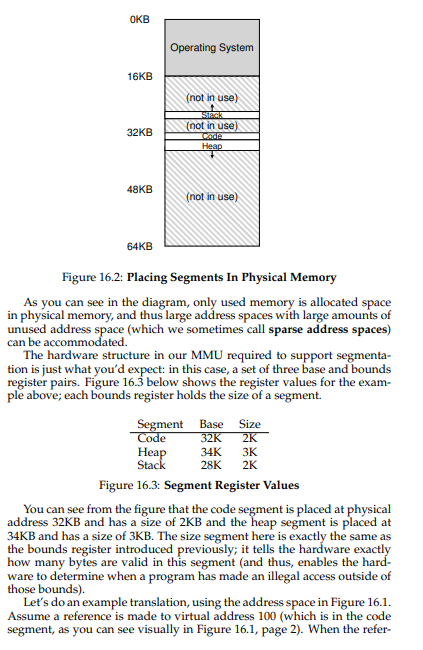 0KB
Operating System
16KB
(not in use)
Stack
(not in use)
32KB
Code
Heap
48KB
(not in use)
64KB
Figure 16.2: Placing Segments In Physical Memory
As you can see in the diagram, only used memory is allocated space
in physical memory, and thus large address spaces with large amounts of
unused address space (which we sometimes call sparse address spaces)
can be accommodated.
The hardware structure in our MMU required to support segmenta-
tion is just what you'd expect: in this case, a set of three base and bounds
register pairs. Figure 16.3 below shows the register values for the exam-
ple above; each bounds register holds the size of a segment.
Segment Base Size
Code 32K 2K
Heap 34K 3K
Stack 28K 2K
Figure 16.3: Segment Register Values
You can see from the figure that the code segment is placed at physical
address 32KB and has a size of 2KB and the heap segment is placed at
34KB and has a size of 3KB. The size segment here is exactly the same as
the bounds register introduced previously; it tells the hardware exactly
how many bytes are valid in this segment (and thus, enables the hard-
ware to determine when a program has made an illegal access outside of
those bounds).
Let's do an example translation, using the address space in Figure 16.1.
Assume a reference is made to virtual address 100 (which is in the code
segment, as you can see visually in Figure 16.1, page 2). When the refer-